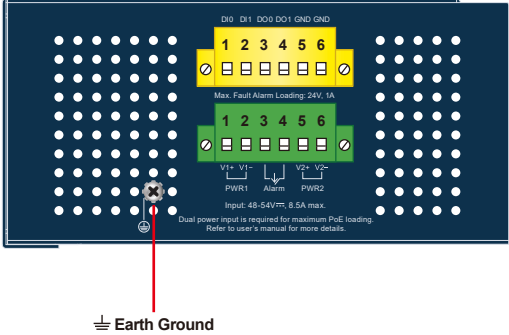 DI0 DI1 DO0 DO1 GND GND
1 2 3 4 5 6
Max. Fault Alarm Loading: 24V, 1A
1 2 3 4 5 6
V1+ V1− V2+ V2−
PWR1 Alarm PWR2
Input: 48-54V⎓, 8.5A max.
Dual power input is required for maximum PoE loading.
Refer to user's manual for more details.
Earth Ground